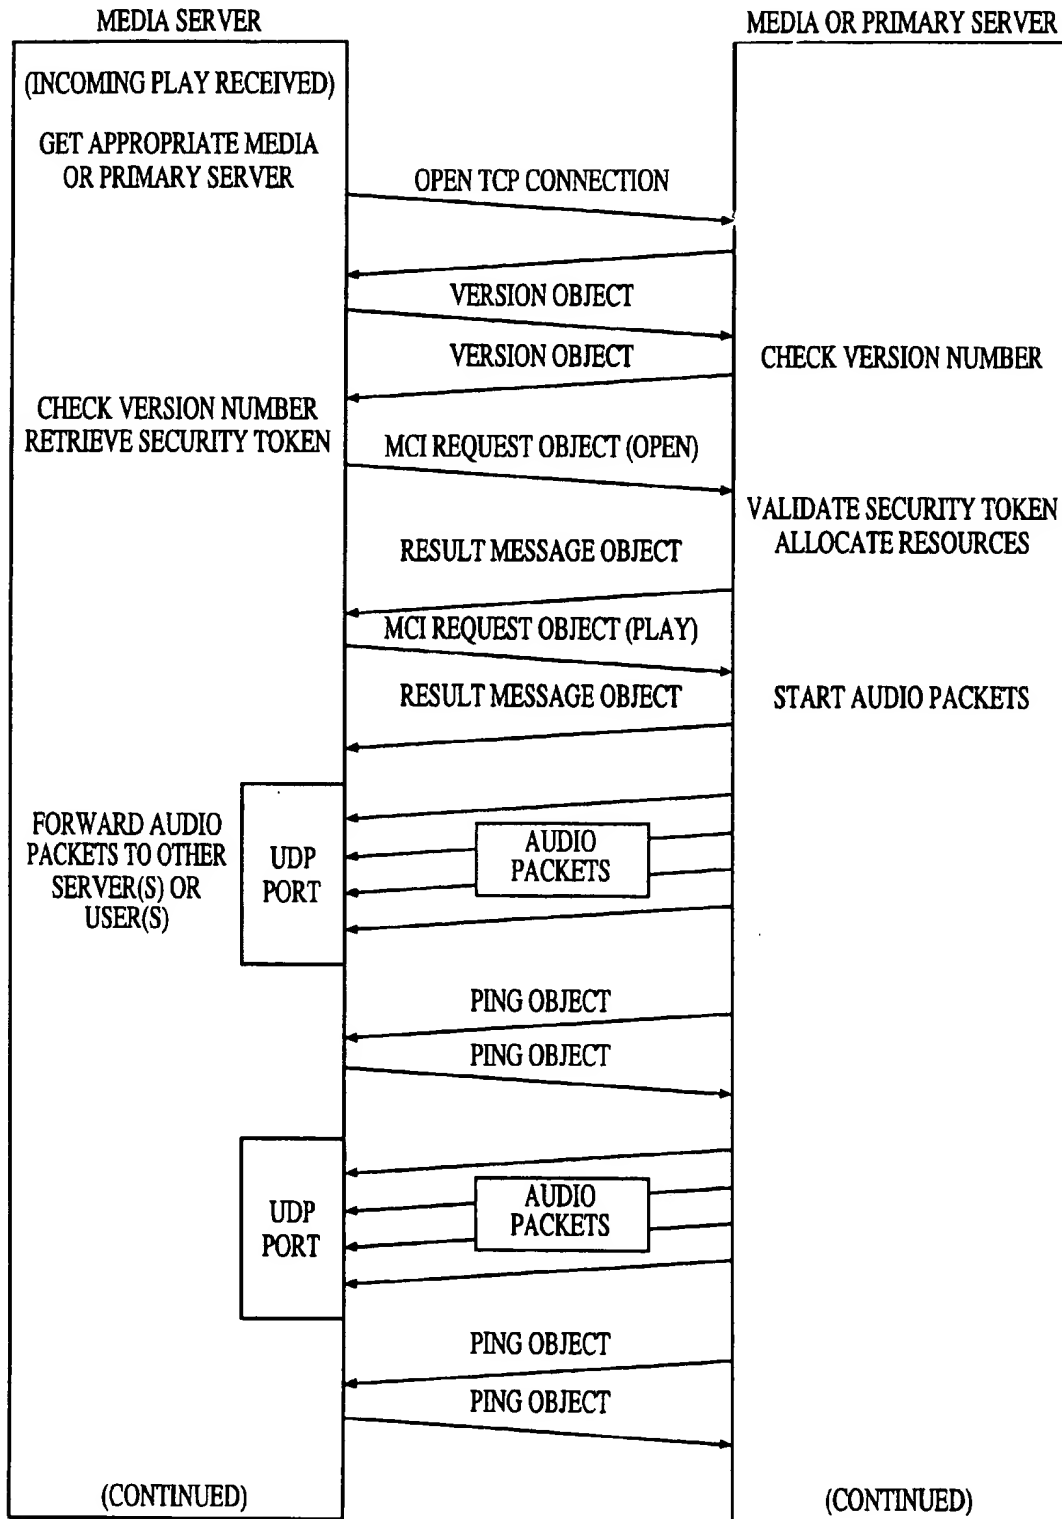 MEDIA SERVER
MEDIA OR PRIMARY SERVER
(INCOMING PLAY RECEIVED)
GET APPROPRIATE MEDIA
OR PRIMARY SERVER
OPEN TCP CONNECTION
VERSION OBJECT
VERSION OBJECT
CHECK VERSION NUMBER
CHECK VERSION NUMBER
RETRIEVE SECURITY TOKEN
MCI REQUEST OBJECT (OPEN)
VALIDATE SECURITY TOKEN
ALLOCATE RESOURCES
RESULT MESSAGE OBJECT
MCI REQUEST OBJECT (PLAY)
RESULT MESSAGE OBJECT
START AUDIO PACKETS
FORWARD AUDIO
PACKETS TO OTHER
SERVER(S) OR
USER(S)
UDP
PORT
AUDIO
PACKETS
PING OBJECT
PING OBJECT
UDP
PORT
AUDIO
PACKETS
PING OBJECT
PING OBJECT
(CONTINUED)
(CONTINUED)